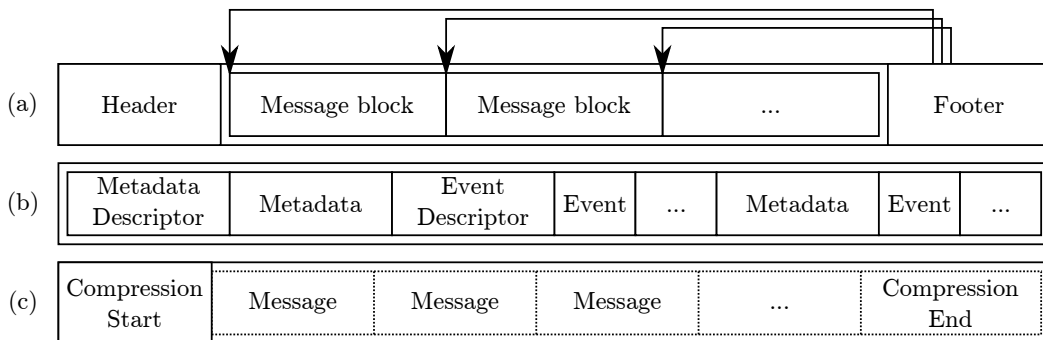 (a)
Header
Message block
Message block
...
Footer
(b)
Metadata
Descriptor
Metadata
Event
Descriptor
Event
...
Metadata
Event
...
(c)
Compression
Start
Message
Message
Message
...
Compression
End